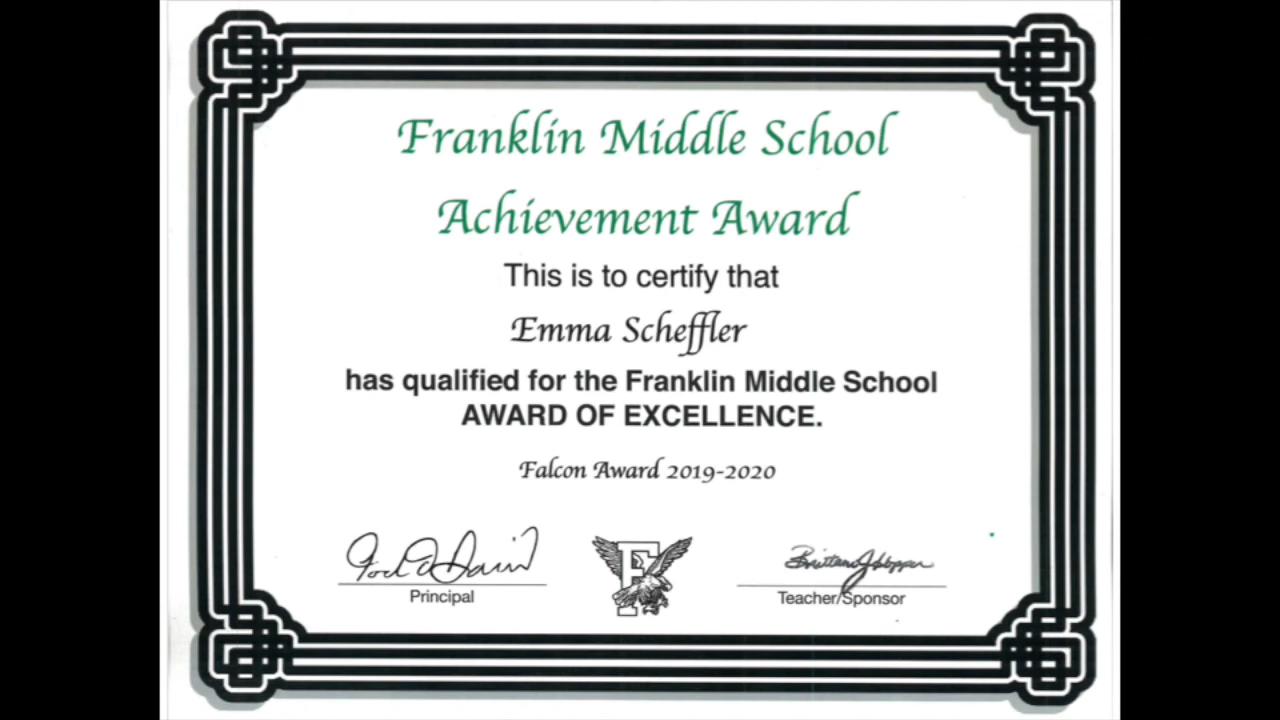 Franklin Middle School
Achievement Award
This is to certify that
Emma Scheffler
has qualified for the Franklin Middle School
AWARD OF EXCELLENCE.
Falcon Award 2019-2020
F
Principal
Teacher/Sponsor